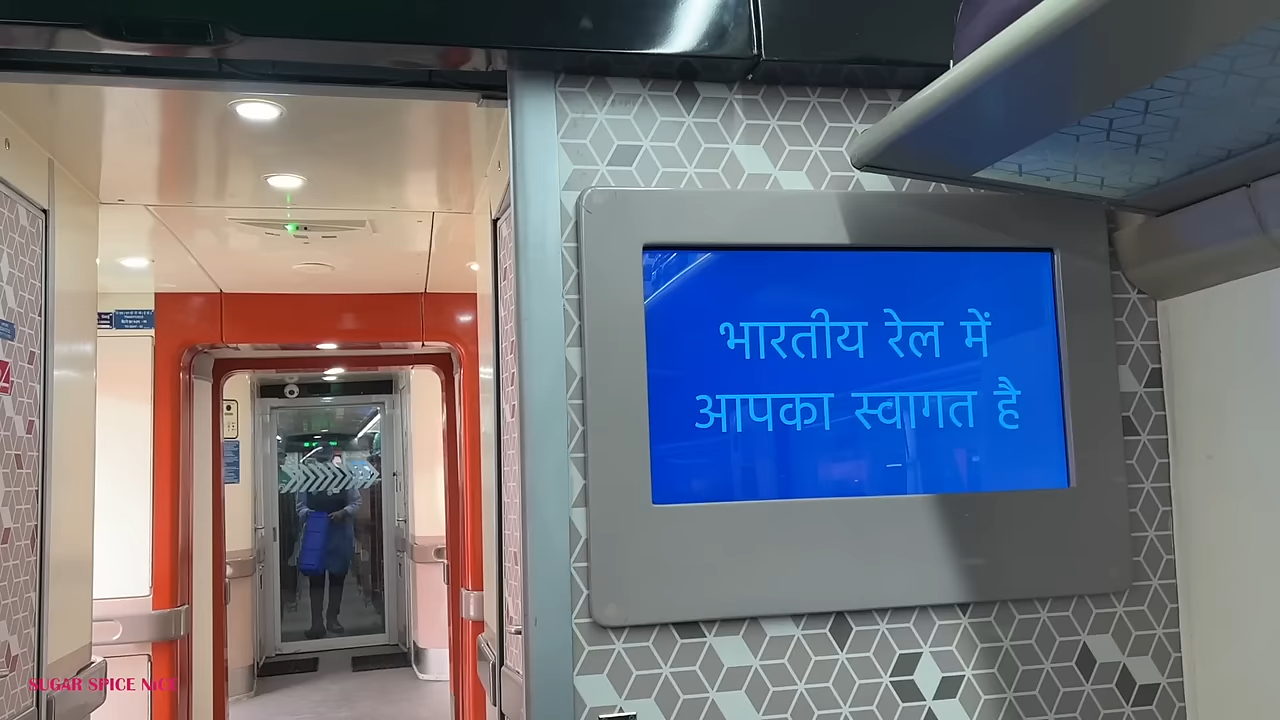 भारतीय रेल में
आपका स्वागत है
SUGAR SPICE NICE